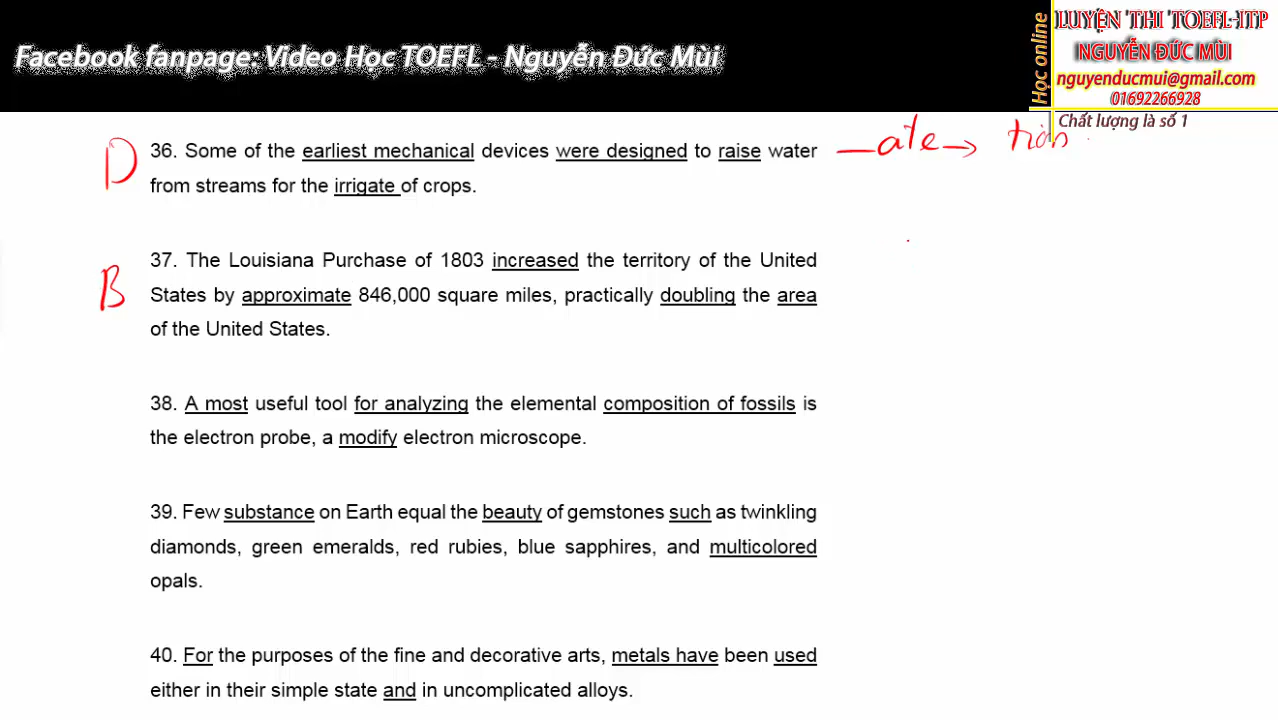 Facebook fanpage: Video Học TOEFL - Nguyễn Đức Mùi
Học online
LUYỆN THI TOEFL-ITP
NGUYỄN ĐỨC MÙI
nguyenducmui@gmail.com
01692266928
Chất lượng là số 1
D
36. Some of the earliest mechanical devices were designed to raise water
ate → tion
from streams for the irrigate of crops.
B
37. The Louisiana Purchase of 1803 increased the territory of the United
States by approximate 846,000 square miles, practically doubling the area
of the United States.
38. A most useful tool for analyzing the elemental composition of fossils is
the electron probe, a modify electron microscope.
39. Few substance on Earth equal the beauty of gemstones such as twinkling
diamonds, green emeralds, red rubies, blue sapphires, and multicolored
opals.
40. For the purposes of the fine and decorative arts, metals have been used
either in their simple state and in uncomplicated alloys.